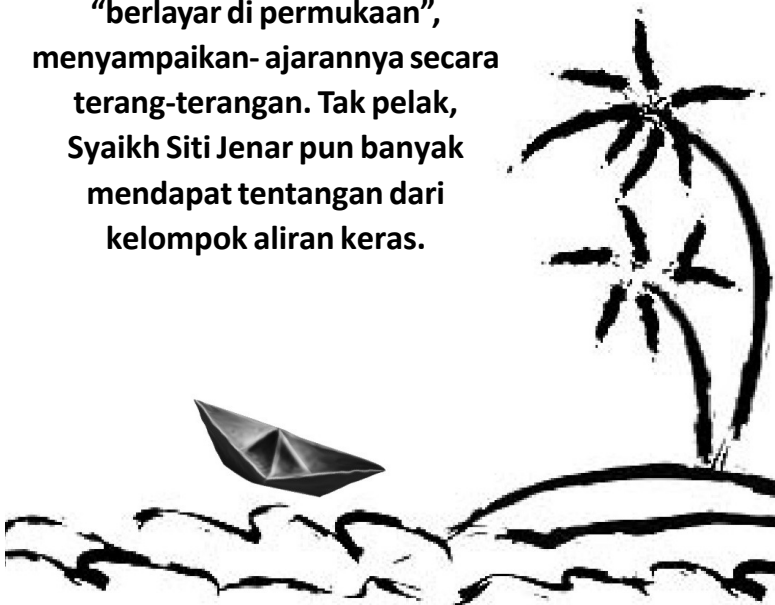 “berlayar di permukaan”,
menyampaikan- ajarannya secara
terang-terangan. Tak pelak,
Syaikh Siti Jenar pun banyak
mendapat tentangan dari
kelompok aliran keras.